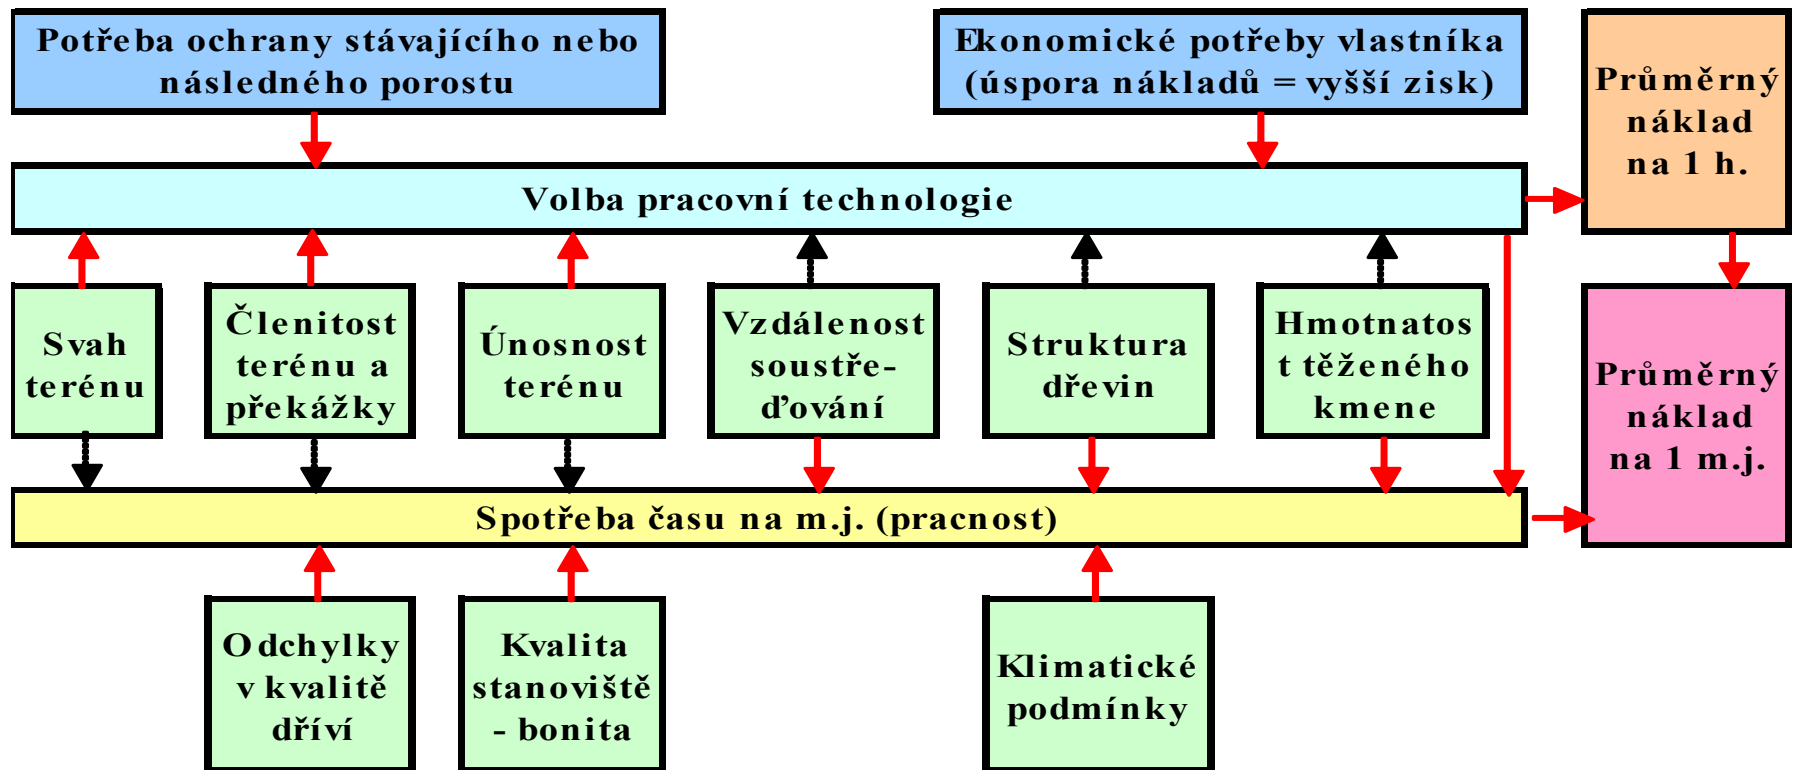 Potřeba ochrany stávajícího nebo
následného porostu
Ekonomické potřeby vlastníka
(úspora nákladů = vyšší zisk)
Průměrný
náklad
na 1 h.
Volba pracovní technologie
Svah
terénu
Členitost
terénu a
překážky
Únosnost
terénu
Vzdálenost
soustře-
ďování
Struktura
dřevin
Hmotnatos
t těženého
kmene
Průměrný
náklad
na 1 m.j.
Spotřeba času na m.j. (pracnost)
Odchylky
v kvalitě
dříví
Kvalita
stanoviště
- bonita
Klimatické
podmínky